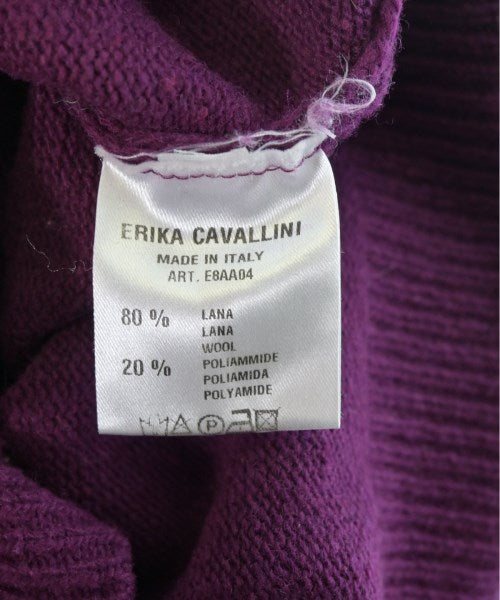 ERIKA CAVALLINI
MADE IN ITALY
ART. E8AA04
80 % LANA
LANA
WOOL
20 % POLIAMMIDE
POLIAMIDA
POLYAMIDE
P